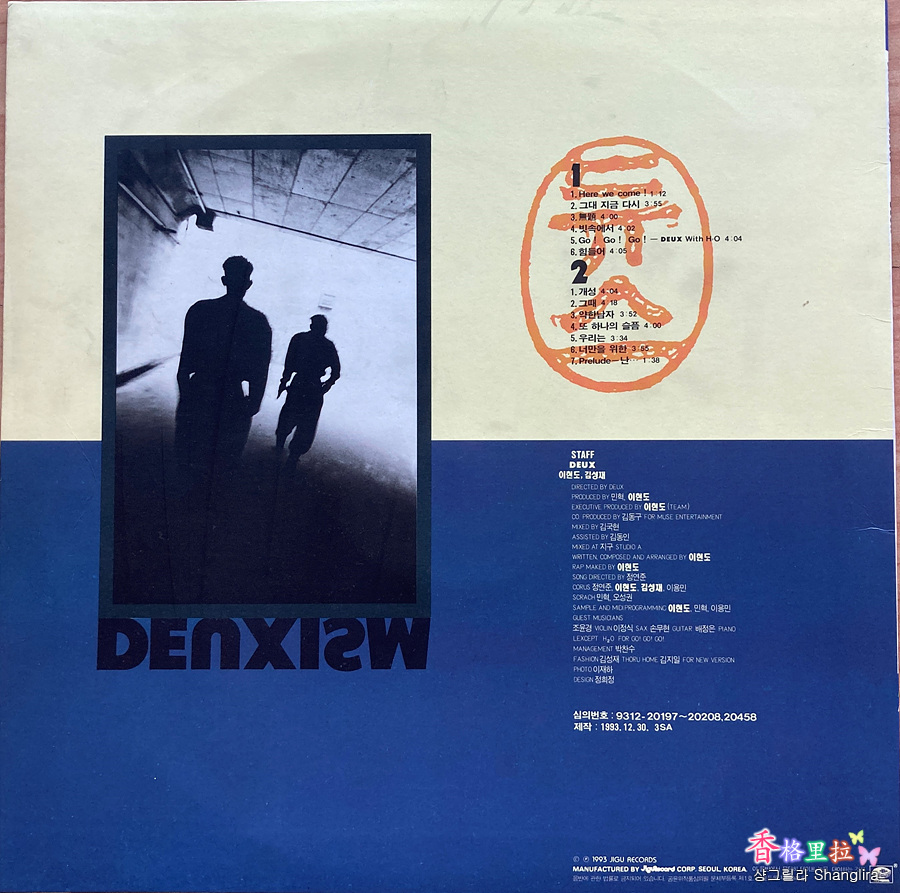 DEUXISM
1
1. Here we come! 1:12
2. 그대 지금 다시 3:55
3. 無題 4:00
4. 빗속에서 4:02
5. Go! Go! Go! — DEUX With H·O 4:04
6. 힘들어 4:05
2
1. 개성 4:04
2. 그때 4:18
3. 약한남자 3:52
4. 또 하나의 슬픔 4:00
5. 우리는 3:34
6. 너만을 위한 3:55
7. Prelude — 난… 1:38
STAFF
DEUX
이현도, 김성재
DIRECTED BY DEUX
PRODUCED BY 민혁, 이현도
EXECUTIVE PRODUCED BY 이현도 (TEAM)
CO PRODUCED BY 김동구 FOR MUSE ENTERTAINMENT
MIXED BY 김국현
ASSISTED BY 김동인
MIXED AT 지구 STUDIO A
WRITTEN, COMPOSED AND ARRANGED BY 이현도
RAP MAKED BY 이현도
SONG DIRECTED BY 정연준
CORUS 정연준, 이현도, 김성재, 이용민
SCRACH 민혁, 오성권
SAMPLE AND MIDI PROGRAMMING 이현도, 민혁, 이용민
GUEST MUSICIANS
조윤경 VIOLIN 이정식 SAX 손무현 GUITAR 배정은 PIANO
(EXCEPT H₂O FOR GO! GO! GO!
MANAGEMENT 박찬수
FASHION 김성재 THORU HOME 김지일 FOR NEW VERSION
PHOTO 이재하
DESIGN 정희정
심의번호 : 9312-20197~20208, 20458
제작 : 1993. 12. 30. 3SA
© ℗ 1993 JIGU RECORDS
MANUFACTURED BY JiguRecord CORP. SEOUL, KOREA.
香格里拉
샹그릴라 Shangrila